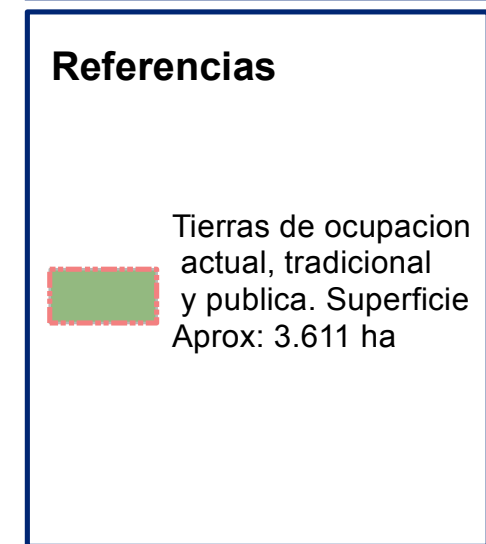 Referencias
Tierras de ocupacion
actual, tradicional
y publica. Superficie
Aprox: 3.611 ha